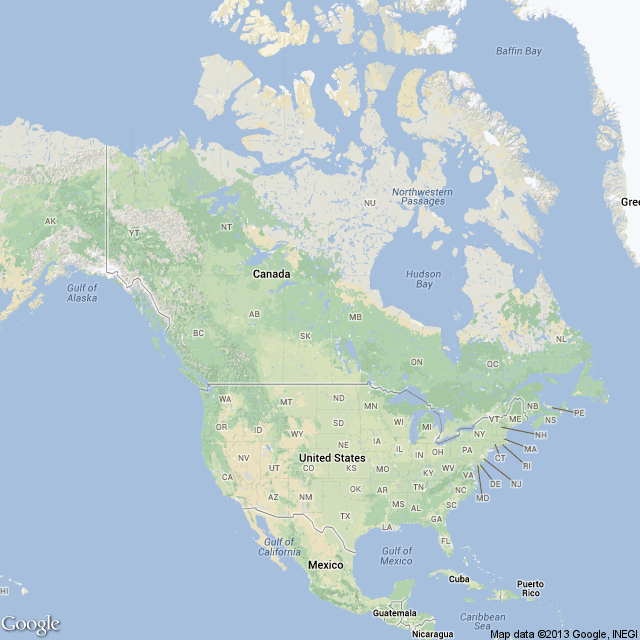 Baffin Bay
NU
Northwestern
Passages
Gree
AK
YT
NT
Canada
Hudson
Bay
Gulf of
Alaska
AB
MB
BC
SK
NL
ON
QC
WA
MT
ND
MN
VT
NB
ME
PE
NS
OR
ID
SD
WI
MI
NY
NH
WY
NE
IA
IL
IN
OH
PA
MA
NV
UT
United States
CT
RI
CO
KS
MO
KY
WV
VA
DE
NJ
CA
MD
AZ
NM
OK
AR
TN
NC
MS
AL
SC
TX
GA
LA
FL
Gulf of
California
Gulf of
Mexico
Mexico
Cuba
Puerto
Rico
HI
Guatemala
Caribbean
Sea
Nicaragua
Google
Map data ©2013 Google, INEGI